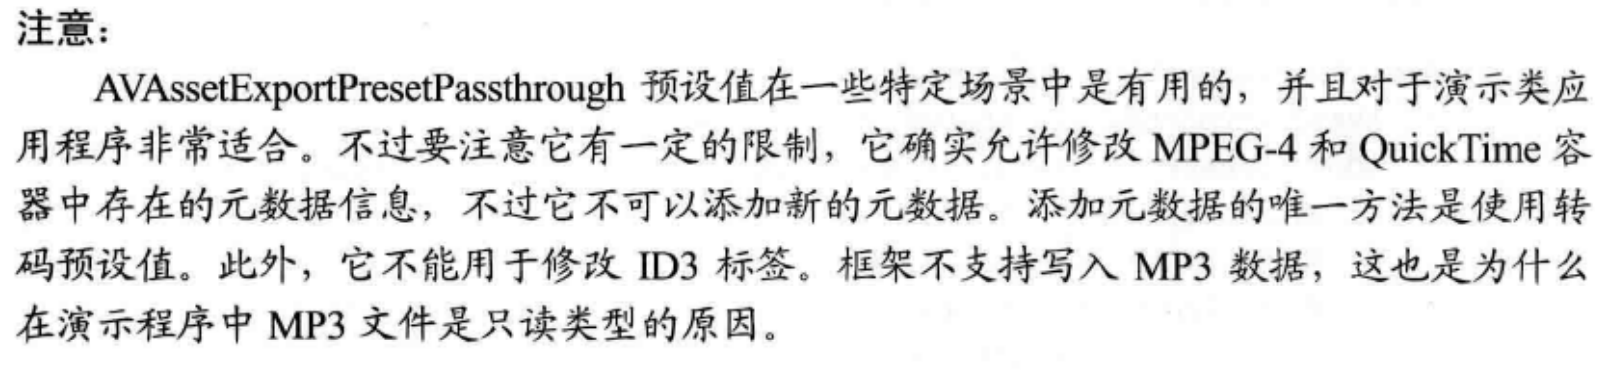 注意：
AVAssetExportPresetPassthrough 预设值在一些特定场景中是有用的，并且对于演示类应
用程序非常适合。不过要注意它有一定的限制，它确实允许修改 MPEG-4 和 QuickTime 容
器中存在的元数据信息，不过它不可以添加新的元数据。添加元数据的唯一方法是使用转
码预设值。此外，它不能用于修改 ID3 标签。框架不支持写入 MP3 数据，这也是为什么
在演示程序中 MP3 文件是只读类型的原因。